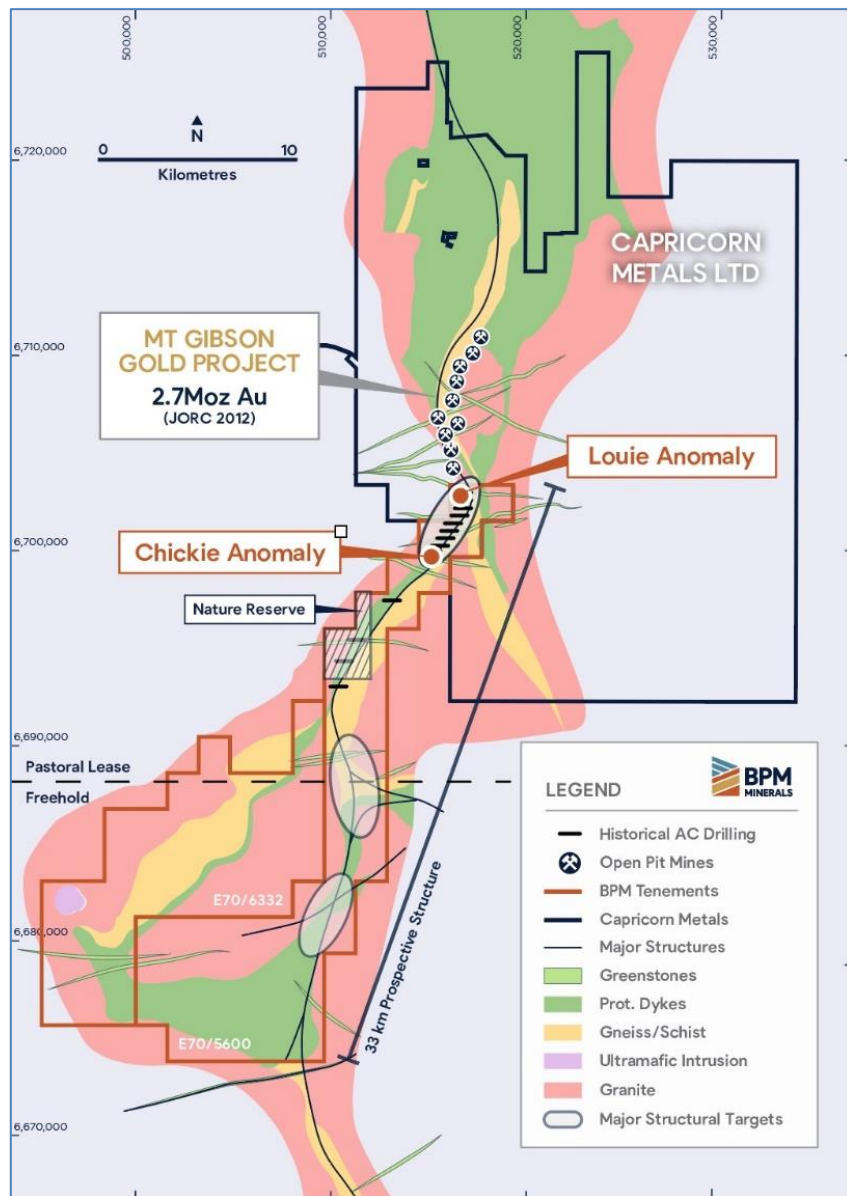 500,000
510,000
520,000
530,000
N
0 10
Kilometres
6,720,000
CAPRICORN
METALS LTD
6,710,000
MT GIBSON
GOLD PROJECT
2.7Moz Au
(JORC 2012)
Louie Anomaly
6,700,000
Chickie Anomaly
Nature Reserve
6,690,000
Pastoral Lease
Freehold
33 km Prospective Structure
E70/6332
6,680,000
E70/5600
6,670,000
BPM
MINERALS
LEGEND
Historical AC Drilling
Open Pit Mines
BPM Tenements
Capricorn Metals
Major Structures
Greenstones
Prot. Dykes
Gneiss/Schist
Ultramafic Intrusion
Granite
Major Structural Targets